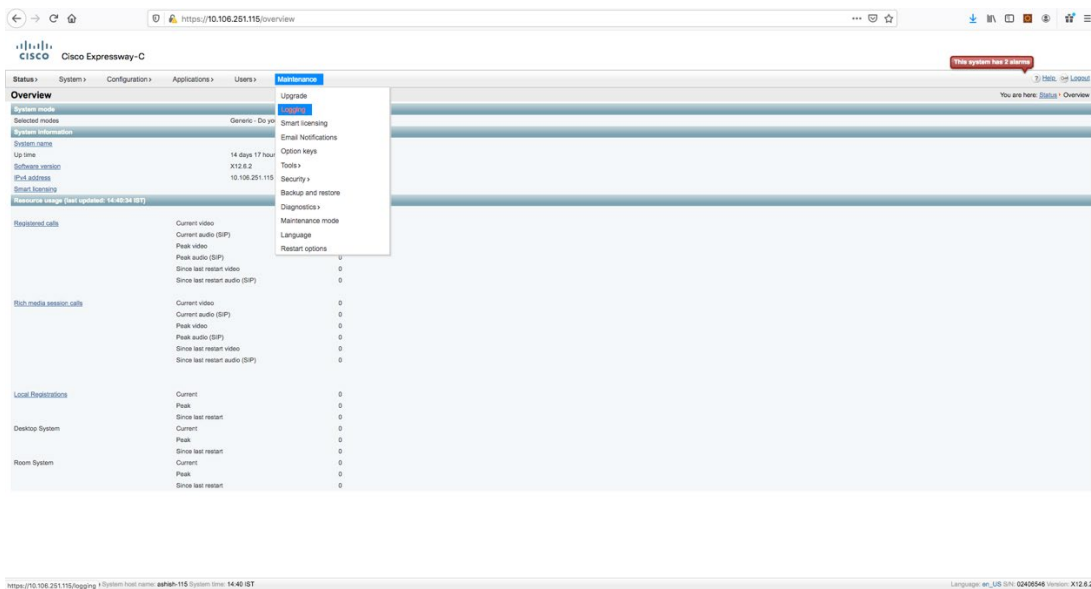 https://10.106.251.115/overview
CISCO Cisco Expressway-C
This system has 2 alarms
Status › System › Configuration › Applications › Users › Maintenance Help Logout
Overview You are here: Status › Overview
System mode
Selected modes Generic - Do yo
System information
System name
Up time 14 days 17 hour
Software version X12.6.2
IPv4 address 10.106.251.115
Smart licensing
Resource usage (last updated: 14:40:34 IST)
Upgrade
Logging
Smart licensing
Email Notifications
Option keys
Tools ›
Security ›
Backup and restore
Diagnostics ›
Maintenance mode
Language
Restart options
Registered calls Current video
Current audio (SIP)
Peak video
Peak audio (SIP) 0
Since last restart video 0
Since last restart audio (SIP) 0
Rich media session calls Current video 0
Current audio (SIP) 0
Peak video 0
Peak audio (SIP) 0
Since last restart video 0
Since last restart audio (SIP) 0
Local Registrations Current 0
Peak 0
Since last restart 0
Desktop System Current 0
Peak 0
Since last restart 0
Room System Current 0
Peak 0
Since last restart 0
https://10.106.251.115/logging System host name: ashish-115 System time: 14:40 IST Language: en_US S/N: 02406546 Version: X12.6.2